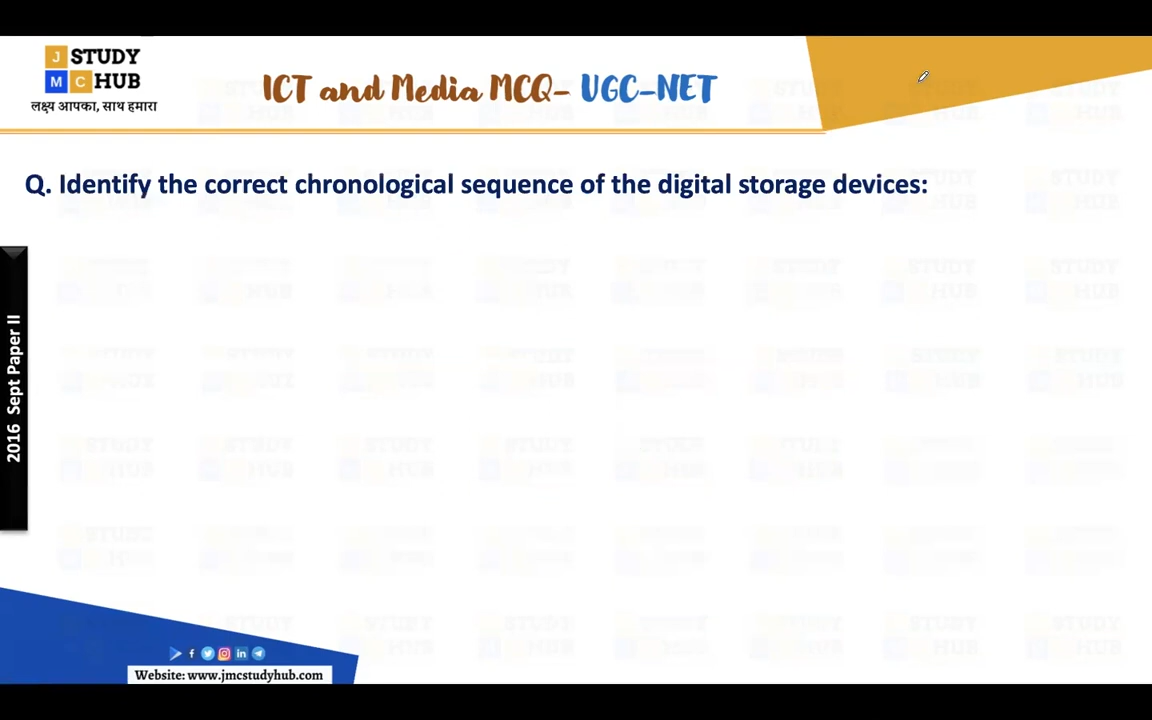 J STUDY
M C HUB
लक्ष्य आपका, साथ हमारा
ICT and Media MCQ- UGC-NET
Q. Identify the correct chronological sequence of the digital storage devices:
2016 Sept Paper II
Website: www.jmcstudyhub.com